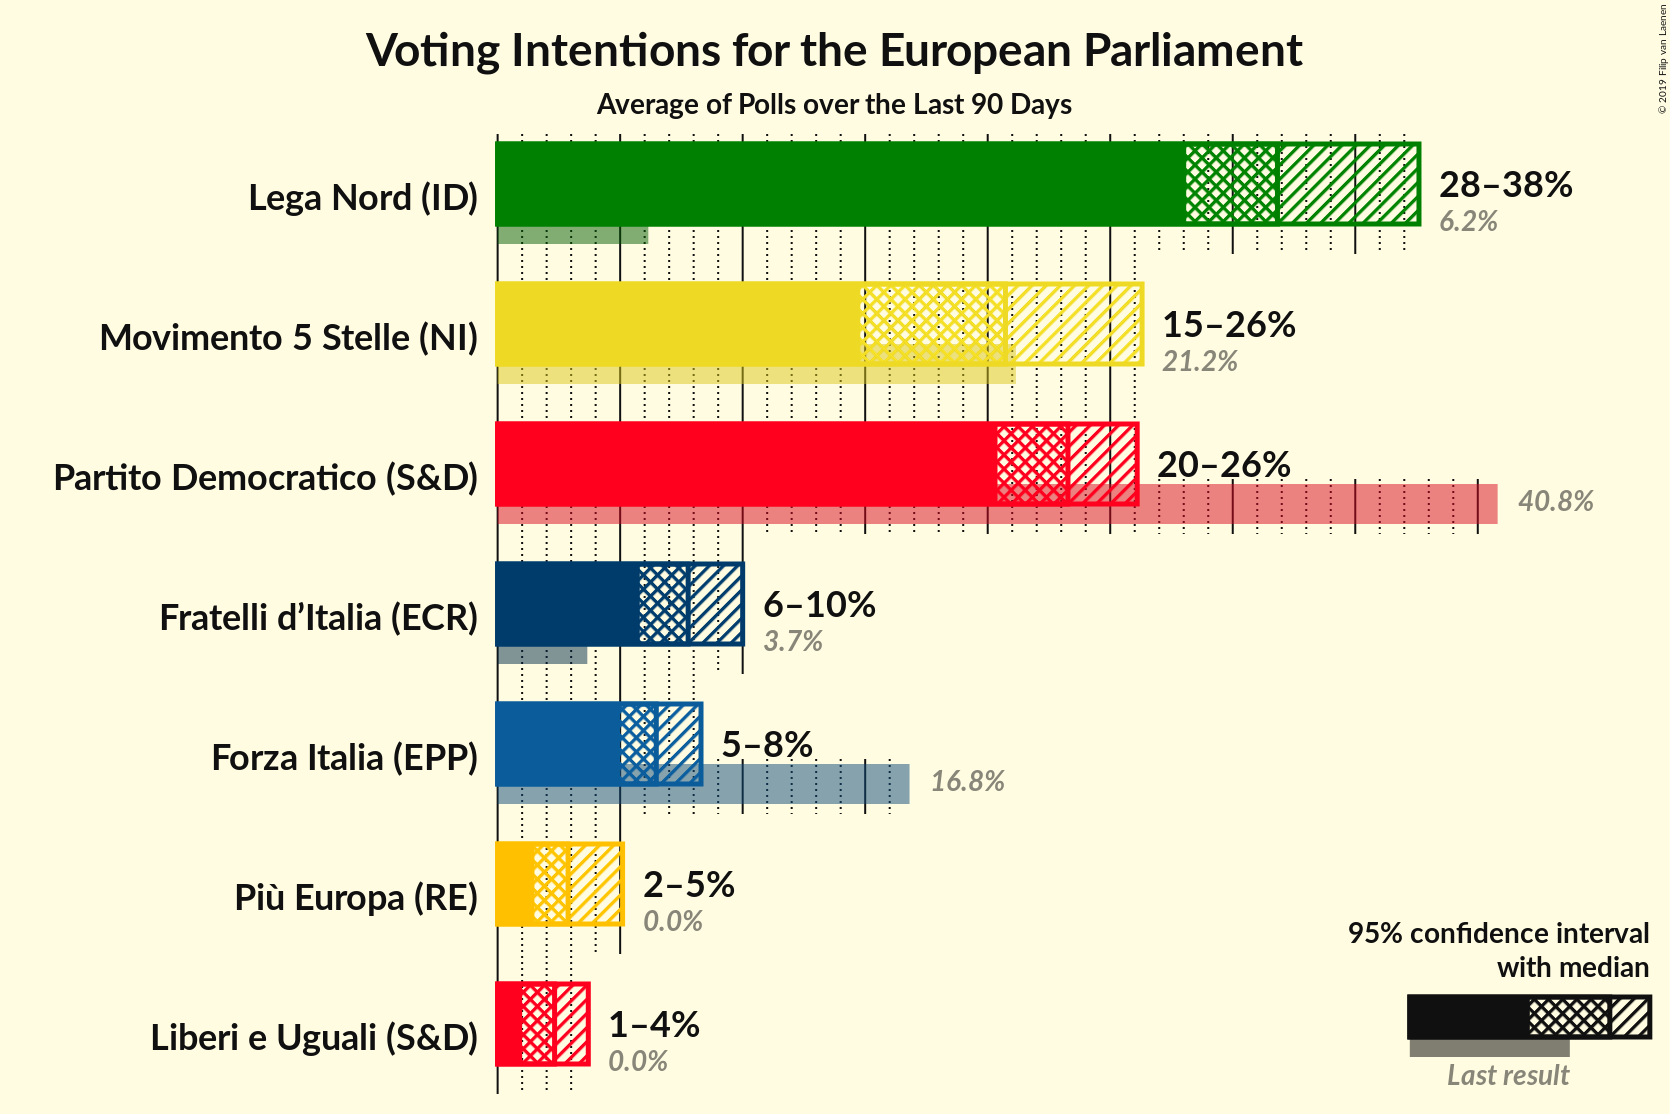 Voting Intentions for the European Parliament
Average of Polls over the Last 90 Days
© 2019 Filip van Laenen
Lega Nord (ID)
28–38%
6.2%
Movimento 5 Stelle (NI)
15–26%
21.2%
Partito Democratico (S&D)
20–26%
40.8%
Fratelli d’Italia (ECR)
6–10%
3.7%
Forza Italia (EPP)
5–8%
16.8%
Più Europa (RE)
2–5%
0.0%
Liberi e Uguali (S&D)
1–4%
0.0%
95% confidence interval
with median
Last result